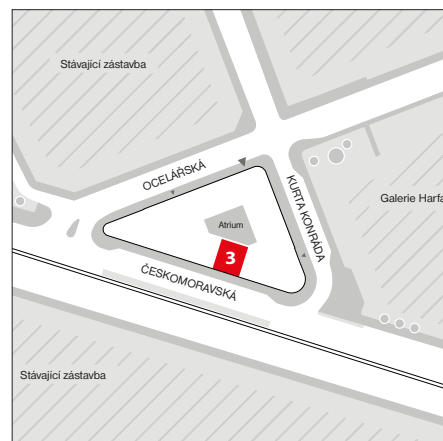 Stávající zástavba
OCELÁŘSKÁ
KURTA KONRÁDA
Galerie Harfa
Atrium
3
ČESKOMORAVSKÁ
Stávající zástavba